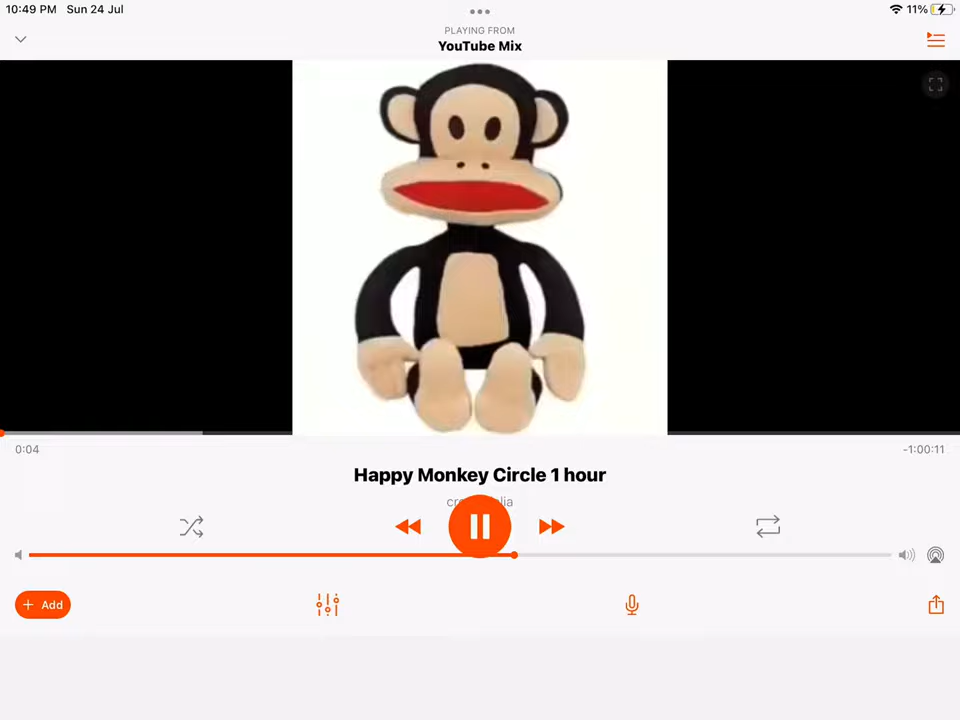 10:49 PM Sun 24 Jul
11%
PLAYING FROM
YouTube Mix
0:04
-1:00:11
Happy Monkey Circle 1 hour
+ Add